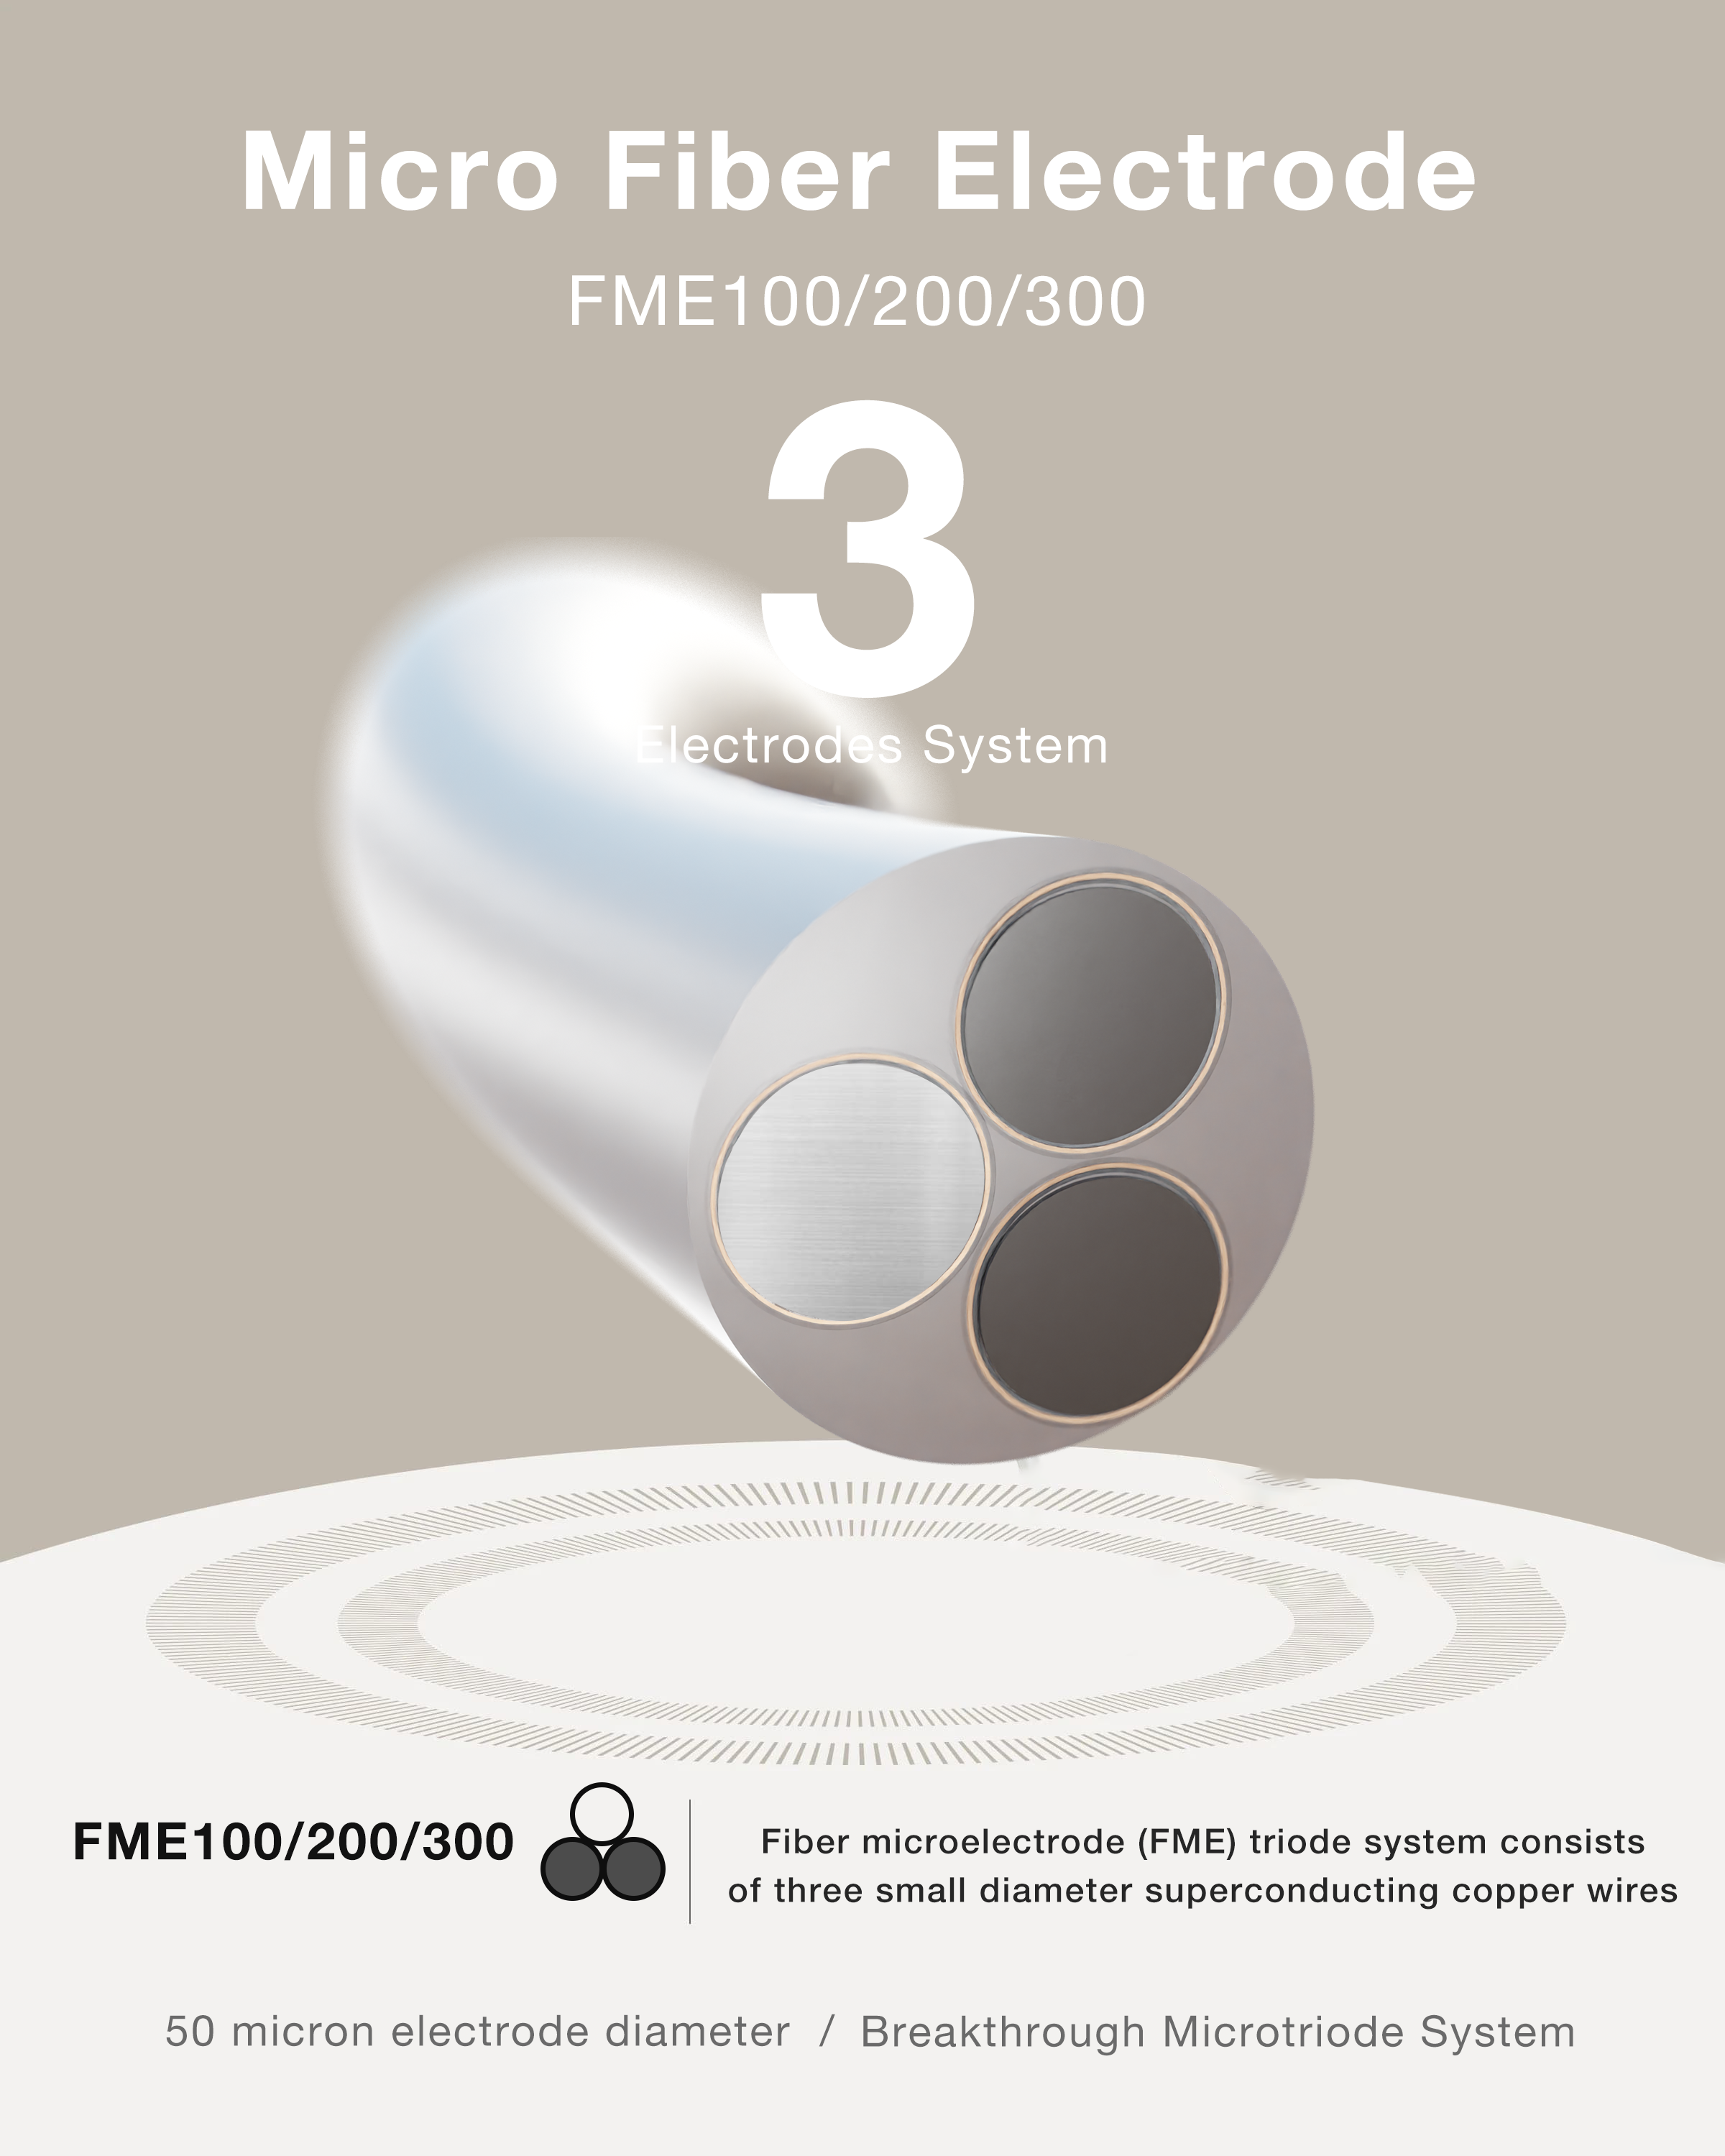 Micro Fiber Electrode
FME100/200/300
3
Electrodes System
FME100/200/300
Fiber microelectrode (FME) triode system consists
of three small diameter superconducting copper wires
50 micron electrode diameter / Breakthrough Microtriode System